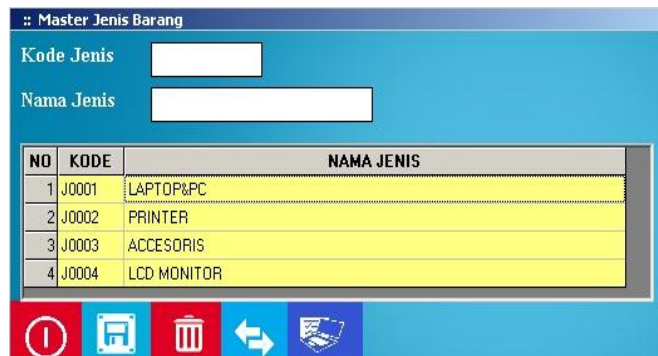 :: Master Jenis Barang
Kode Jenis
Nama Jenis
NO KODE NAMA JENIS
1 J0001 LAPTOP&PC
2 J0002 PRINTER
3 J0003 ACCESORIS
4 J0004 LCD MONITOR